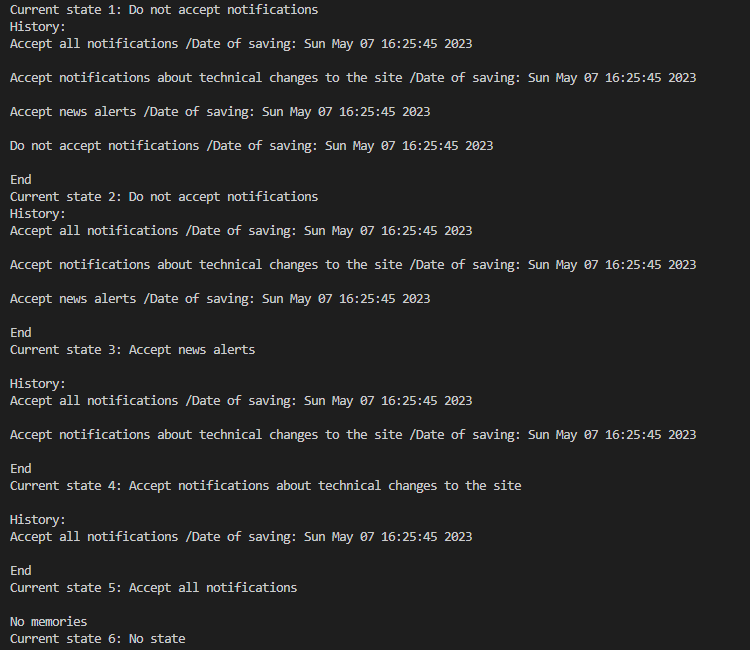 Current state 1: Do not accept notifications
History:
Accept all notifications /Date of saving: Sun May 07 16:25:45 2023
Accept notifications about technical changes to the site /Date of saving: Sun May 07 16:25:45 2023
Accept news alerts /Date of saving: Sun May 07 16:25:45 2023
Do not accept notifications /Date of saving: Sun May 07 16:25:45 2023
End
Current state 2: Do not accept notifications
History:
Accept all notifications /Date of saving: Sun May 07 16:25:45 2023
Accept notifications about technical changes to the site /Date of saving: Sun May 07 16:25:45 2023
Accept news alerts /Date of saving: Sun May 07 16:25:45 2023
End
Current state 3: Accept news alerts
History:
Accept all notifications /Date of saving: Sun May 07 16:25:45 2023
Accept notifications about technical changes to the site /Date of saving: Sun May 07 16:25:45 2023
End
Current state 4: Accept notifications about technical changes to the site
History:
Accept all notifications /Date of saving: Sun May 07 16:25:45 2023
End
Current state 5: Accept all notifications
No memories
Current state 6: No state